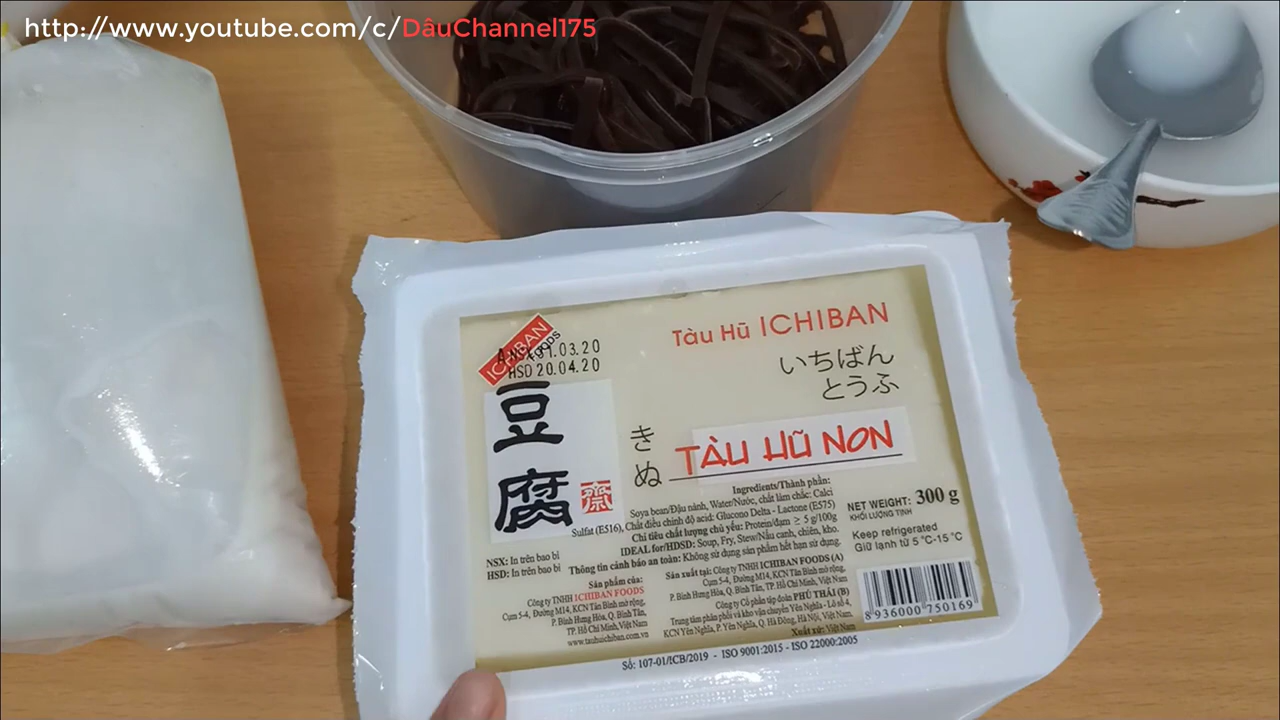 http://www.youtube.com/c/DâuChannel175
ICHIBAN
FOODS
NSX 31.03.20
HSD 20.04.20
豆腐
齋
きぬ
Tàu Hũ ICHIBAN
いちばん
とうふ
TÀU HŨ NON
Ingredients/Thành phần:
Soya bean/Đậu nành, Water/Nước, chất làm chắc: Calci
Sulfat (E516), Chất điều chỉnh độ acid: Glucono Delta - Lactone (E575)
Chỉ tiêu chất lượng chủ yếu: Protein/đạm ≥ 5 g/100g
IDEAL for/HDSD: Soup, Fry, Stew/Nấu canh, chiên, kho.
Thông tin cảnh báo an toàn: Không sử dụng sản phẩm hết hạn sử dụng.
NSX: In trên bao bì
HSD: In trên bao bì
NET WEIGHT: 300 g
KHỐI LƯỢNG TỊNH
Keep refrigerated
Giữ lạnh từ 5 °C-15 °C
Sản phẩm của:
Công ty TNHH ICHIBAN FOODS
Cụm 5-4, Đường M14, KCN Tân Bình mở rộng,
P. Bình Hưng Hòa, Q. Bình Tân,
TP. Hồ Chí Minh, Việt Nam
www.tauhuichiban.com.vn
Sản xuất tại: Công ty TNHH ICHIBAN FOODS (A)
Cụm 5-4, Đường M14, KCN Tân Bình mở rộng,
P. Bình Hưng Hòa, Q. Bình Tân, TP. Hồ Chí Minh, Việt Nam
Công ty Cổ phần tập đoàn PHÚ THÁI (B)
Trung tâm phân phối và kho vận chuyển Yên Nghĩa - Lô số 4,
KCN Yên Nghĩa, P. Yên Nghĩa, Q. Hà Đông, Hà Nội, Việt Nam.
Xuất xứ: Việt Nam
8 936000 750169
Số: 107-01/ICB/2019 - ISO 9001:2015 - ISO 22000:2005